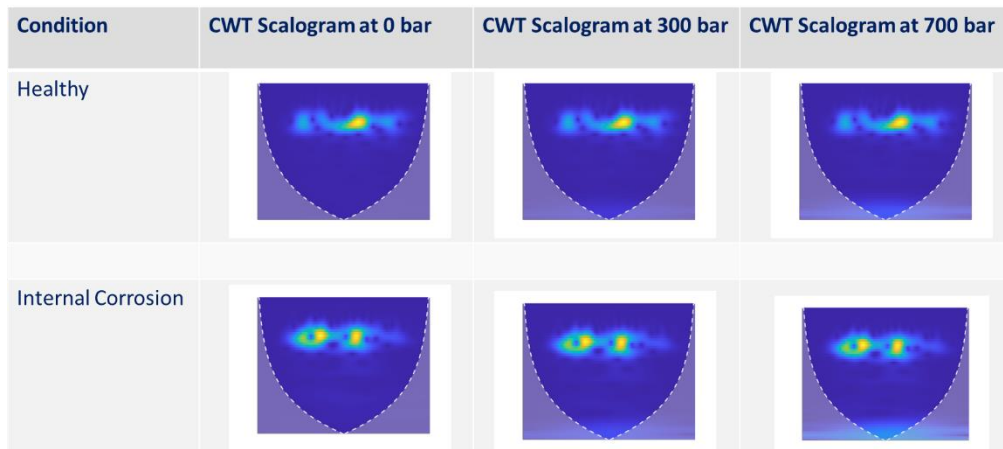 Condition
CWT Scalogram at 0 bar
CWT Scalogram at 300 bar
CWT Scalogram at 700 bar
Healthy
Internal Corrosion